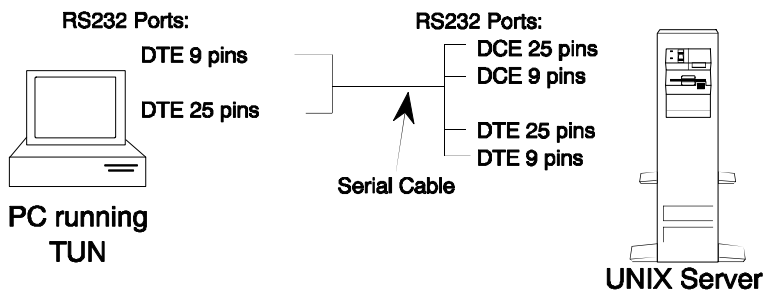 RS232 Ports:
DTE 9 pins
DTE 25 pins
PC running
TUN
Serial Cable
RS232 Ports:
DCE 25 pins
DCE 9 pins
DTE 25 pins
DTE 9 pins
UNIX Server